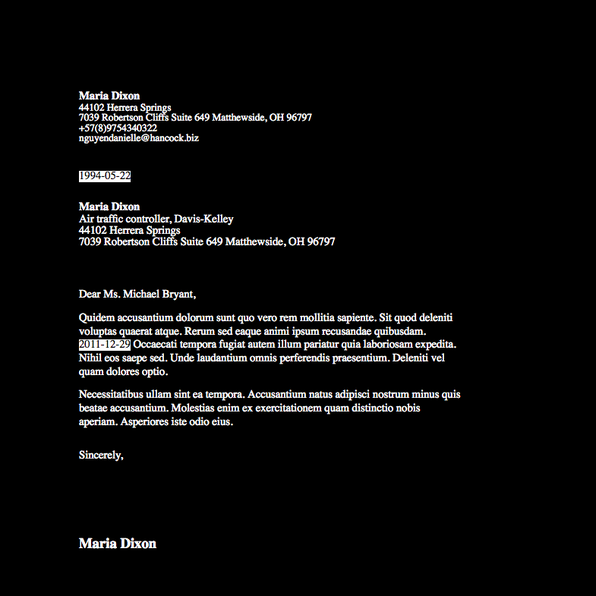 Maria Dixon
44102 Herrera Springs
7039 Robertson Cliffs Suite 649 Matthewside, OH 96797
+57(8)9754340322
nguyendanielle@hancock.biz
1994-05-22
Maria Dixon
Air traffic controller, Davis-Kelley
44102 Herrera Springs
7039 Robertson Cliffs Suite 649 Matthewside, OH 96797
Dear Ms. Michael Bryant,
Quidem accusantium dolorum sunt quo vero rem mollitia sapiente. Sit quod deleniti
voluptas quaerat atque. Rerum sed eaque animi ipsum recusandae quibusdam.
2011-12-29 Occaecati tempora fugiat autem illum pariatur quia laboriosam expedita.
Nihil eos saepe sed. Unde laudantium omnis perferendis praesentium. Deleniti vel
quam dolores optio.
Necessitatibus ullam sint ea tempora. Accusantium natus adipisci nostrum minus quis
beatae accusantium. Molestias enim ex exercitationem quam distinctio nobis
aperiam. Asperiores iste odio eius.
Sincerely,
Maria Dixon